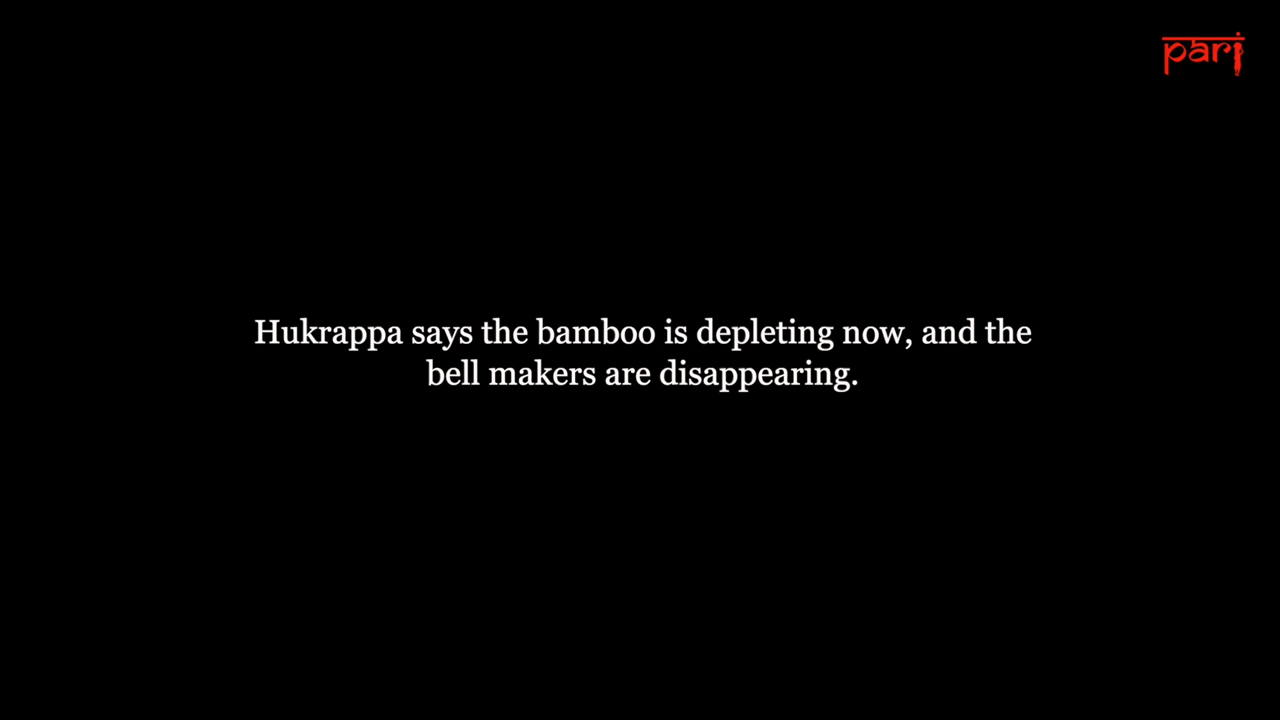 pari
Hukrappa says the bamboo is depleting now, and the
bell makers are disappearing.